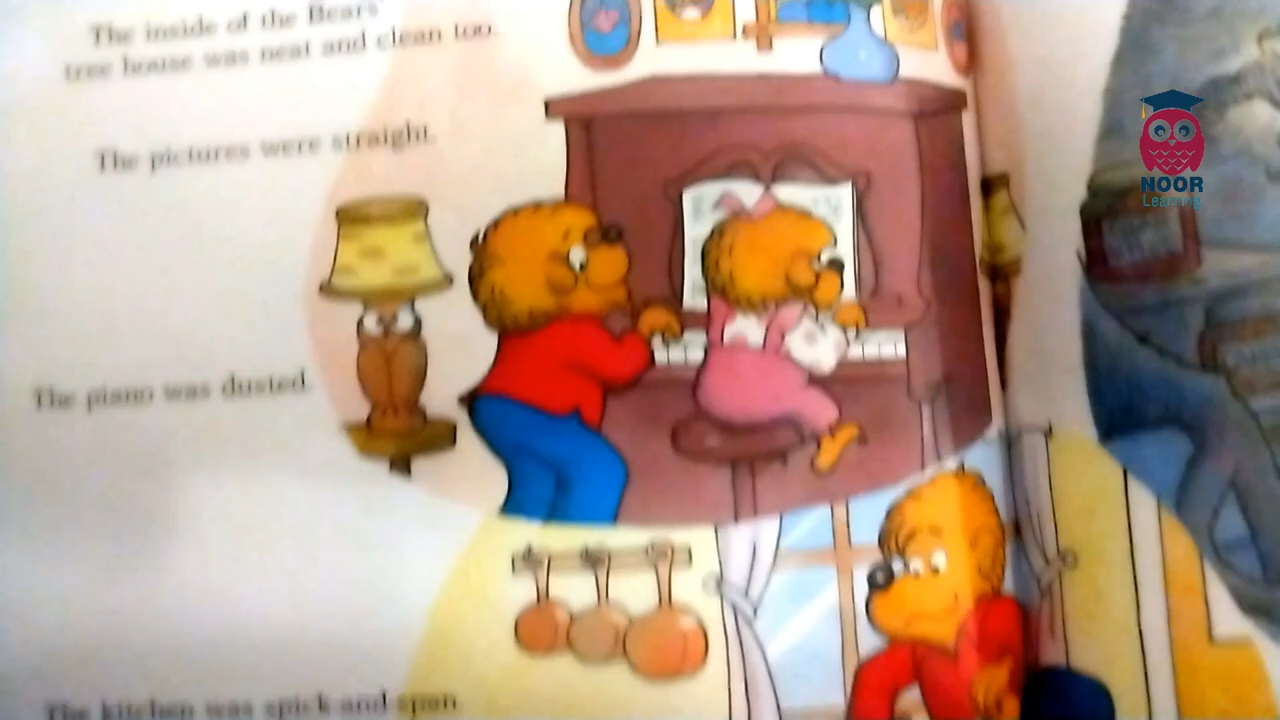 The inside of the Bears'
tree house was neat and clean too.
The pictures were straight.
The piano was dusted.
The kitchen was spick and span.
NOOR
Learning